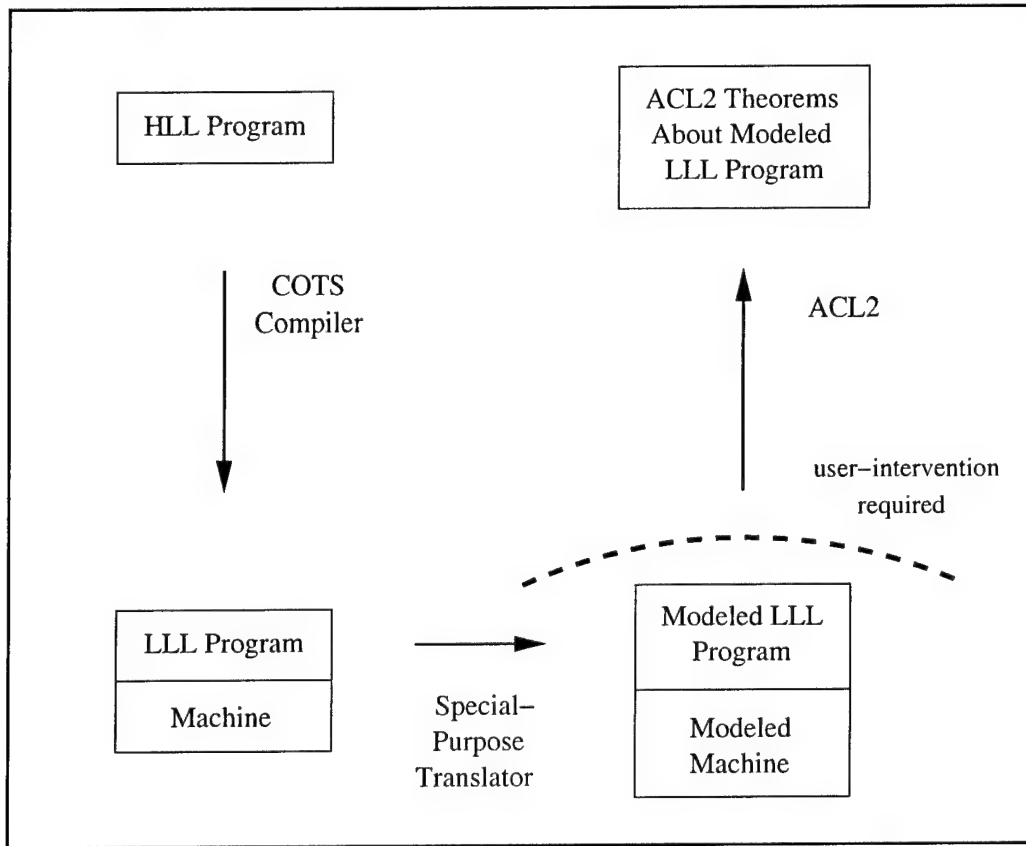 HLL Program
ACL2 Theorems
About Modeled
LLL Program
COTS
Compiler
ACL2
user–intervention
required
LLL Program
Machine
Special–
Purpose
Translator
Modeled LLL
Program
Modeled
Machine